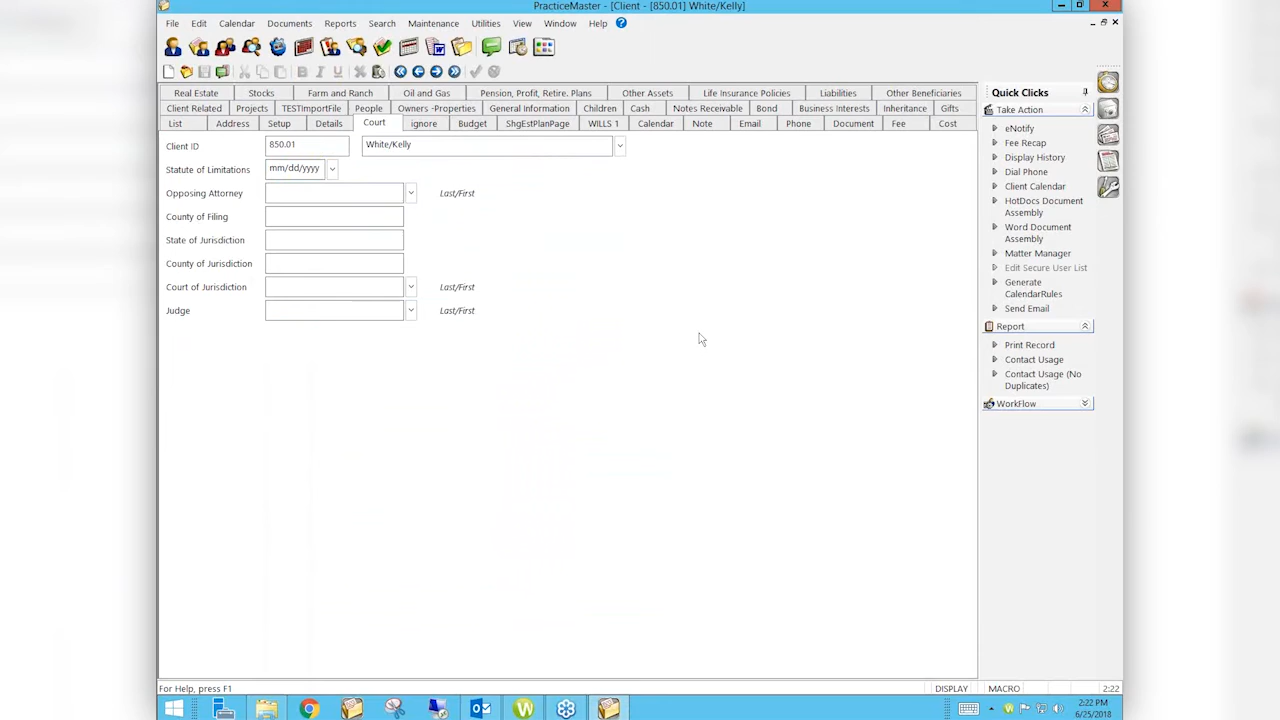 PracticeMaster - [Client - [850.01] White/Kelly]
File Edit Calendar Documents Reports Search Maintenance Utilities View Window Help
Real Estate Stocks Farm and Ranch Oil and Gas Pension, Profit, Retire. Plans Other Assets Life Insurance Policies Liabilities Other Beneficiaries
Client Related Projects TESTImportFile People Owners -Properties General Information Children Cash Notes Receivable Bond Business Interests Inheritance Gifts
List Address Setup Details Court ignore Budget ShgEstPlanPage WILLS 1 Calendar Note Email Phone Document Fee Cost
Client ID 850.01 White/Kelly
Statute of Limitations mm/dd/yyyy
Opposing Attorney Last/First
County of Filing
State of Jurisdiction
County of Jurisdiction
Court of Jurisdiction Last/First
Judge Last/First
Quick Clicks
Take Action
eNotify
Fee Recap
Display History
Dial Phone
Client Calendar
HotDocs Document
Assembly
Word Document
Assembly
Matter Manager
Edit Secure User List
Generate
CalendarRules
Send Email
Report
Print Record
Contact Usage
Contact Usage (No
Duplicates)
WorkFlow
For Help, press F1 DISPLAY MACRO 2:22
2:22 PM
6/25/2018